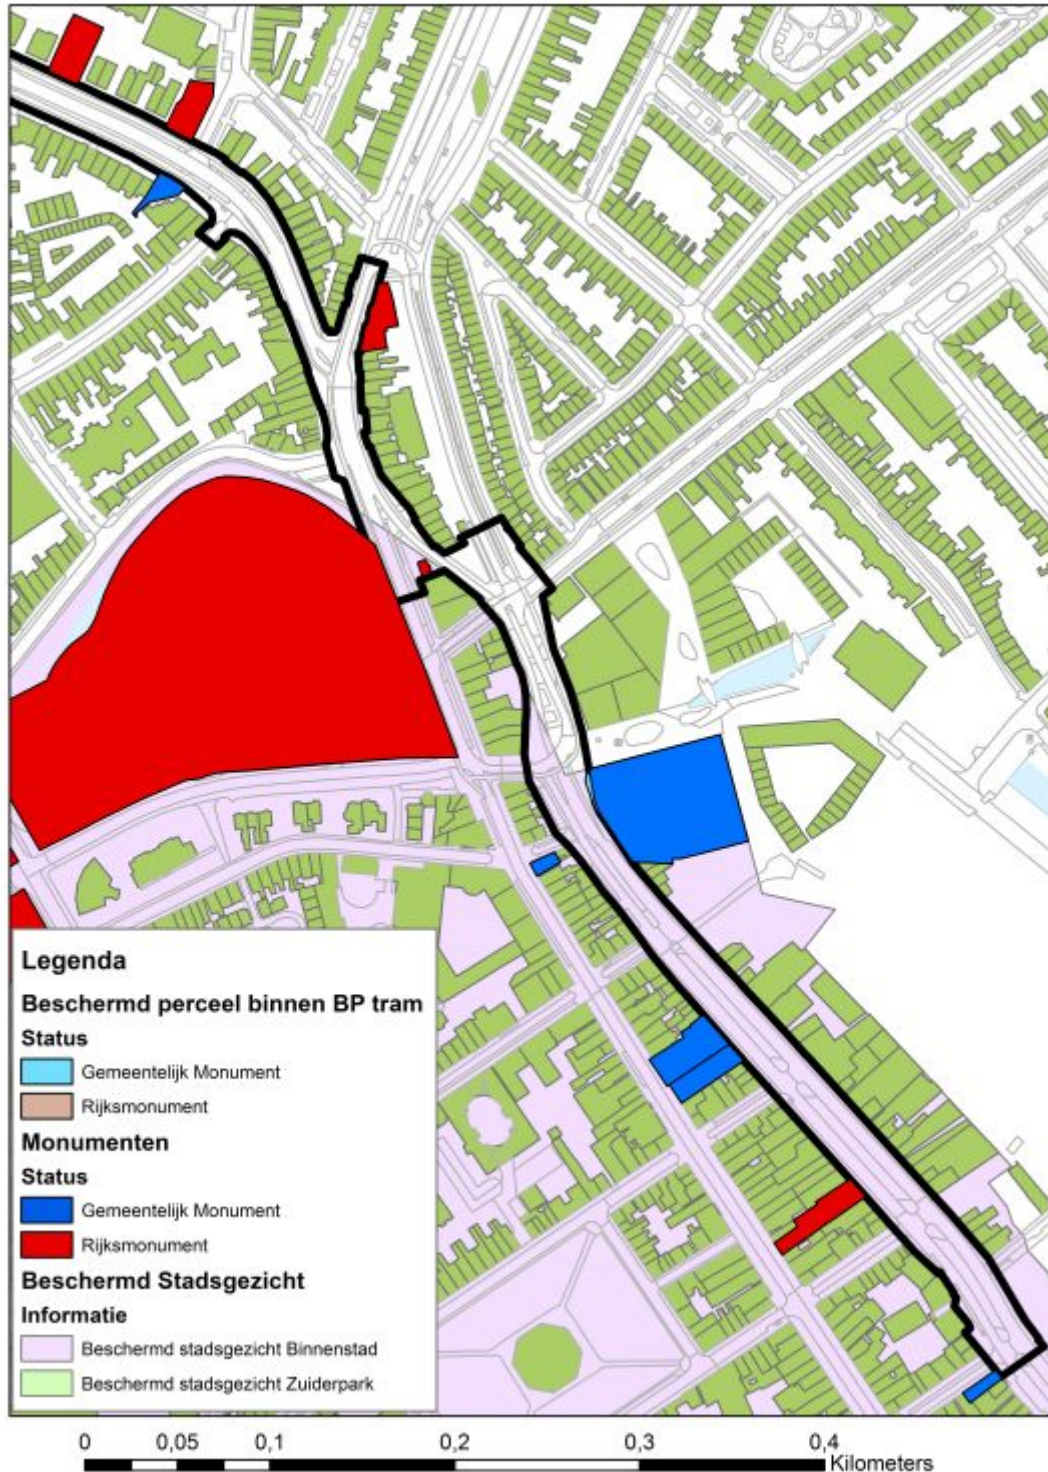 Legenda
Beschermd perceel binnen BP tram
Status
Gemeentelijk Monument
Rijksmonument
Monumenten
Status
Gemeentelijk Monument
Rijksmonument
Beschermd Stadsgezicht
Informatie
Beschermd stadsgezicht Binnenstad
Beschermd stadsgezicht Zuiderpark
0 0,05 0,1 0,2 0,3 0,4
Kilometers